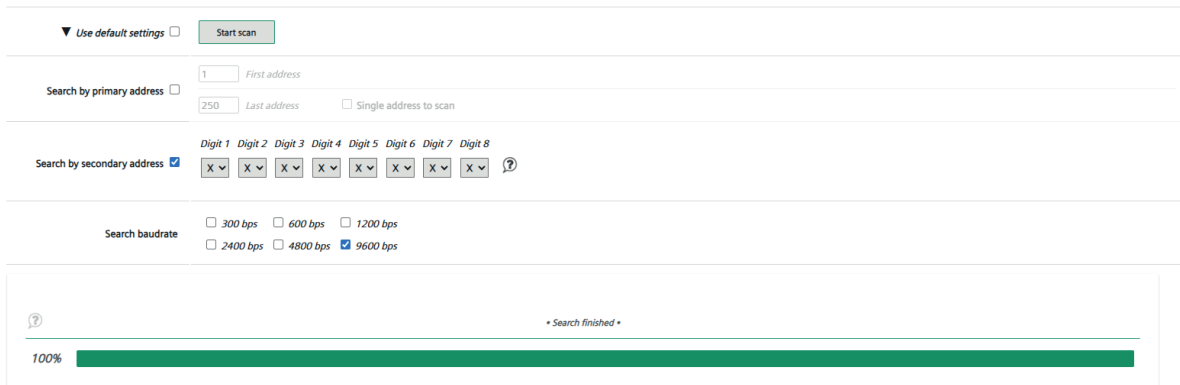 ▼ Use default settings Start scan
Search by primary address
1 First address
250 Last address Single address to scan
Digit 1 Digit 2 Digit 3 Digit 4 Digit 5 Digit 6 Digit 7 Digit 8
Search by secondary address X X X X X X X X ?
Search baudrate
300 bps 600 bps 1200 bps
2400 bps 4800 bps 9600 bps
?
• Search finished •
100%